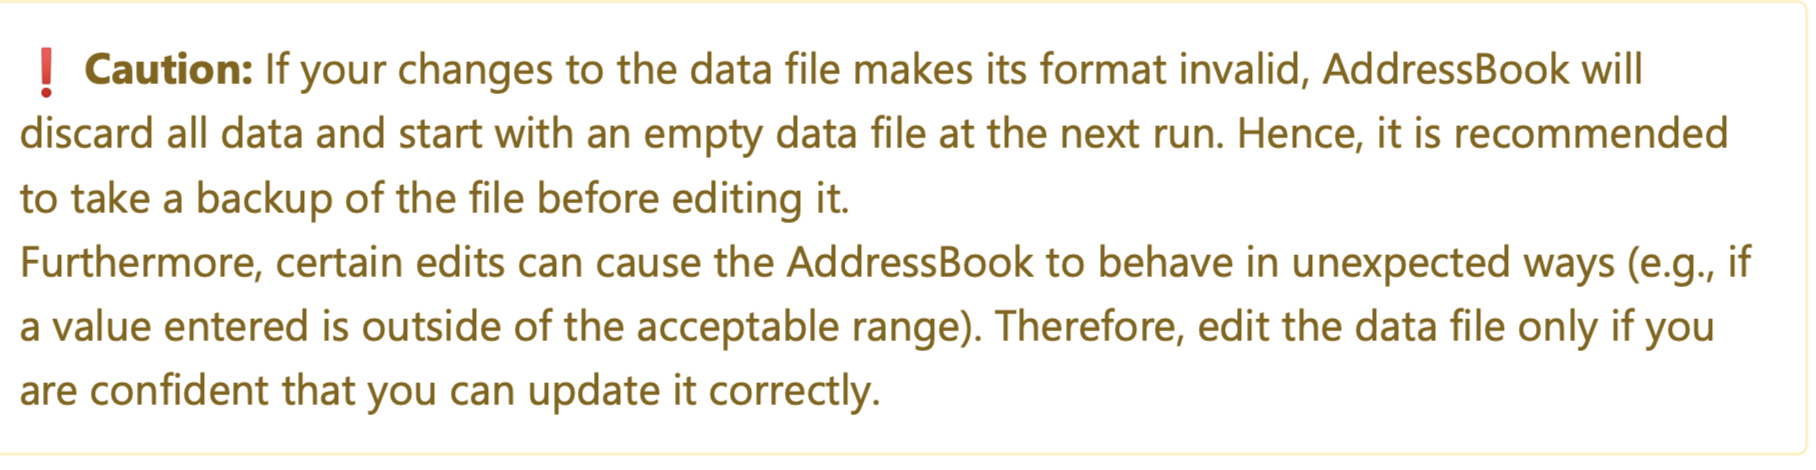 ❗ Caution: If your changes to the data file makes its format invalid, AddressBook will
discard all data and start with an empty data file at the next run. Hence, it is recommended
to take a backup of the file before editing it.
Furthermore, certain edits can cause the AddressBook to behave in unexpected ways (e.g., if
a value entered is outside of the acceptable range). Therefore, edit the data file only if you
are confident that you can update it correctly.